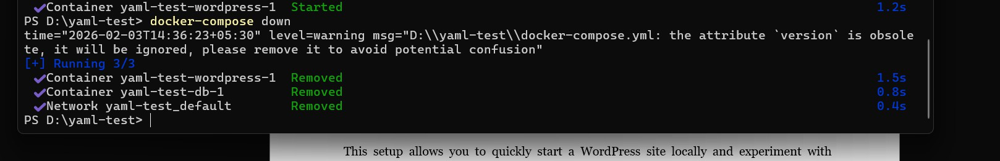 ✔Container yaml-test-wordpress-1  Started  1.2s
PS D:\yaml-test> docker-compose down
time="2026-02-03T14:36:23+05:30" level=warning msg="D:\\yaml-test\\docker-compose.yml: the attribute `version` is obsole
te, it will be ignored, please remove it to avoid potential confusion"
[+] Running 3/3
✔Container yaml-test-wordpress-1  Removed  1.5s
✔Container yaml-test-db-1  Removed  0.8s
✔Network yaml-test_default  Removed  0.4s
PS D:\yaml-test>
This setup allows you to quickly start a WordPress site locally and experiment with